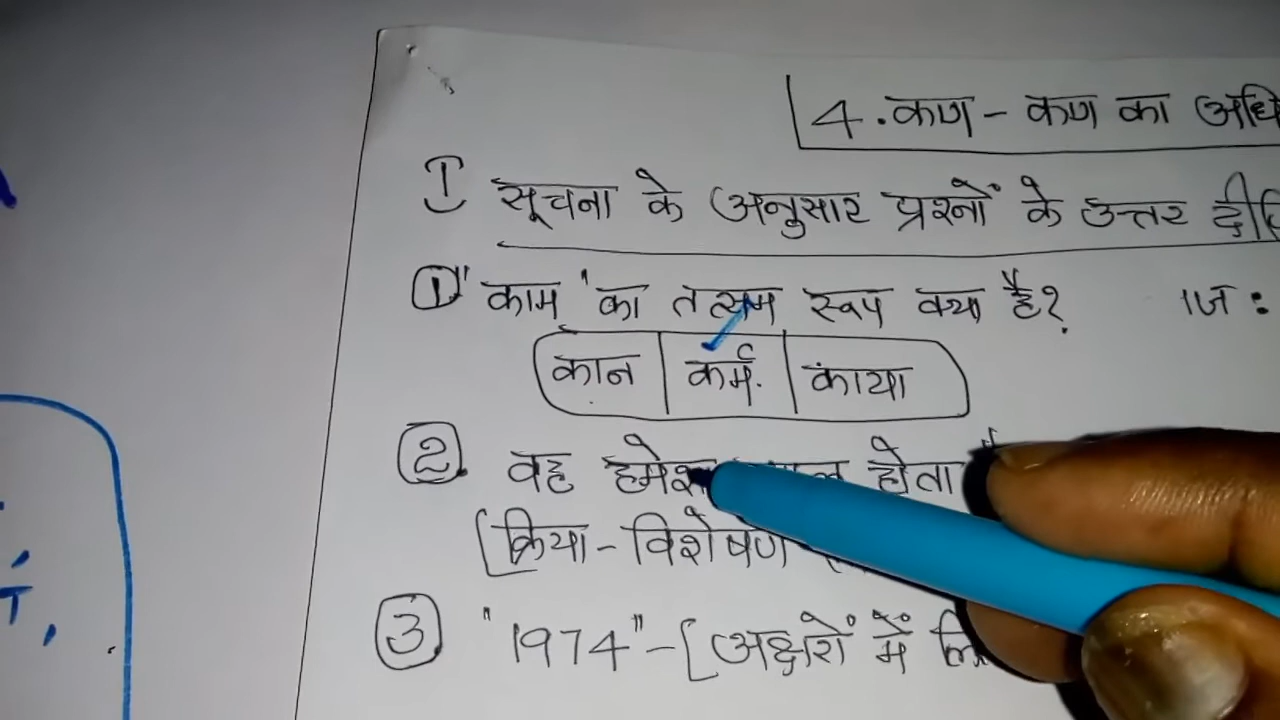 4. कण - कण का अधि
I सूचना के अनुसार प्रश्नों के उत्तर दी
① "काम" का तत्सम रूप क्या है? ।ज :
कान | कर्म. | काया
② वह हमेशा होता
[क्रिया - विशेषण
③ "1974" - [अक्षरों में लि